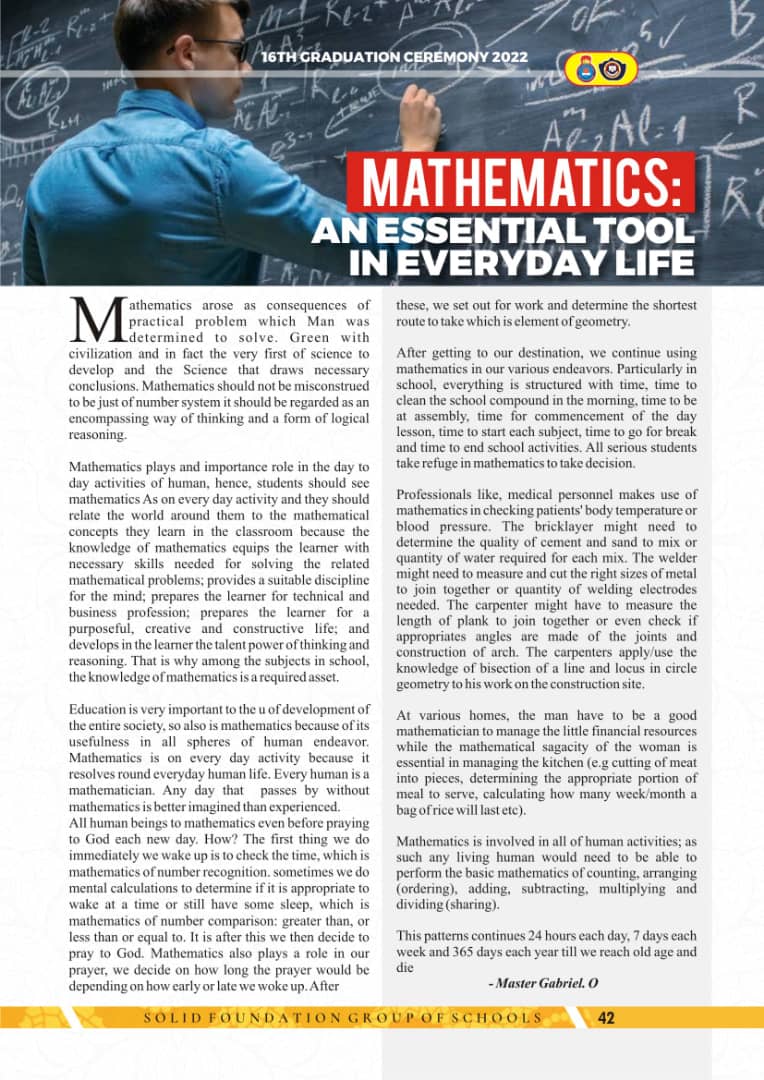 16TH GRADUATION CEREMONY 2022
MATHEMATICS:
AN ESSENTIAL TOOL
IN EVERYDAY LIFE
Mathematics arose as consequences of
practical problem which Man was
determined to solve. Green with
civilization and in fact the very first of science to
develop and the Science that draws necessary
conclusions. Mathematics should not be misconstrued
to be just of number system it should be regarded as an
encompassing way of thinking and a form of logical
reasoning.
Mathematics plays and importance role in the day to
day activities of human, hence, students should see
mathematics As on every day activity and they should
relate the world around them to the mathematical
concepts they learn in the classroom because the
knowledge of mathematics equips the learner with
necessary skills needed for solving the related
mathematical problems; provides a suitable discipline
for the mind; prepares the learner for technical and
business profession; prepares the learner for a
purposeful, creative and constructive life; and
develops in the learner the talent power of thinking and
reasoning. That is why among the subjects in school,
the knowledge of mathematics is a required asset.
Education is very important to the u of development of
the entire society, so also is mathematics because of its
usefulness in all spheres of human endeavor.
Mathematics is on every day activity because it
resolves round everyday human life. Every human is a
mathematician. Any day that passes by without
mathematics is better imagined than experienced.
All human beings to mathematics even before praying
to God each new day. How? The first thing we do
immediately we wake up is to check the time, which is
mathematics of number recognition. sometimes we do
mental calculations to determine if it is appropriate to
wake at a time or still have some sleep, which is
mathematics of number comparison: greater than, or
less than or equal to. It is after this we then decide to
pray to God. Mathematics also plays a role in our
prayer, we decide on how long the prayer would be
depending on how early or late we woke up. After
these, we set out for work and determine the shortest
route to take which is element of geometry.
After getting to our destination, we continue using
mathematics in our various endeavors. Particularly in
school, everything is structured with time, time to
clean the school compound in the morning, time to be
at assembly, time for commencement of the day
lesson, time to start each subject, time to go for break
and time to end school activities. All serious students
take refuge in mathematics to take decision.
Professionals like, medical personnel makes use of
mathematics in checking patients' body temperature or
blood pressure. The bricklayer might need to
determine the quality of cement and sand to mix or
quantity of water required for each mix. The welder
might need to measure and cut the right sizes of metal
to join together or quantity of welding electrodes
needed. The carpenter might have to measure the
length of plank to join together or even check if
appropriates angles are made of the joints and
construction of arch. The carpenters apply/use the
knowledge of bisection of a line and locus in circle
geometry to his work on the construction site.
At various homes, the man have to be a good
mathematician to manage the little financial resources
while the mathematical sagacity of the woman is
essential in managing the kitchen (e.g cutting of meat
into pieces, determining the appropriate portion of
meal to serve, calculating how many week/month a
bag of rice will last etc).
Mathematics is involved in all of human activities; as
such any living human would need to be able to
perform the basic mathematics of counting, arranging
(ordering), adding, subtracting, multiplying and
dividing (sharing).
This patterns continues 24 hours each day, 7 days each
week and 365 days each year till we reach old age and
die
- Master Gabriel. O
SOLID FOUNDATION GROUP OF SCHOOLS
42